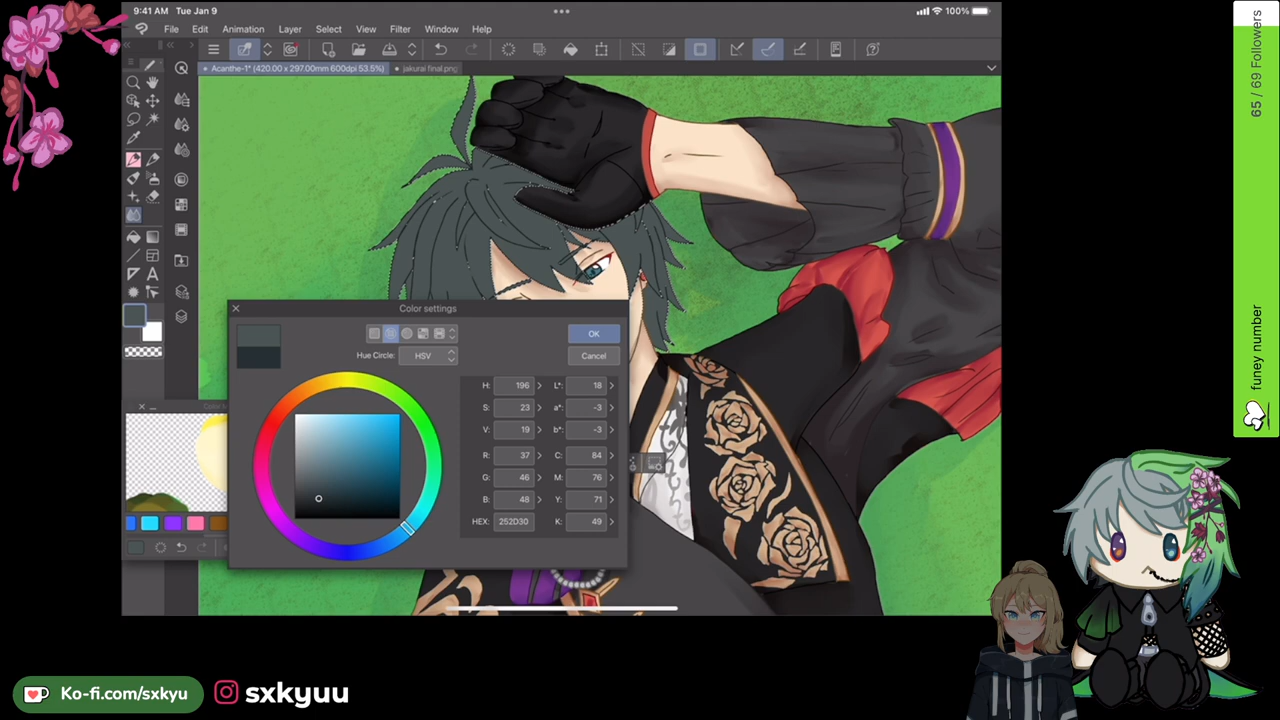 9:41 AM Tue Jan 9
100%
File Edit Animation Layer Select View Filter Window Help
Acanthe-1* (420.00 x 297.00mm 600dpi 53.5%)
jakurai final.png
Color settings
OK
Hue Circle: HSV
Cancel
H: 196 L*: 18
S: 23 a*: -3
V: 19 b*: -3
R: 37 C: 84
G: 46 M: 76
B: 48 Y: 71
HEX: 252D30 K: 49
65 / 69 Followers
funey number
Ko-fi.com/sxkyu
sxkyuu